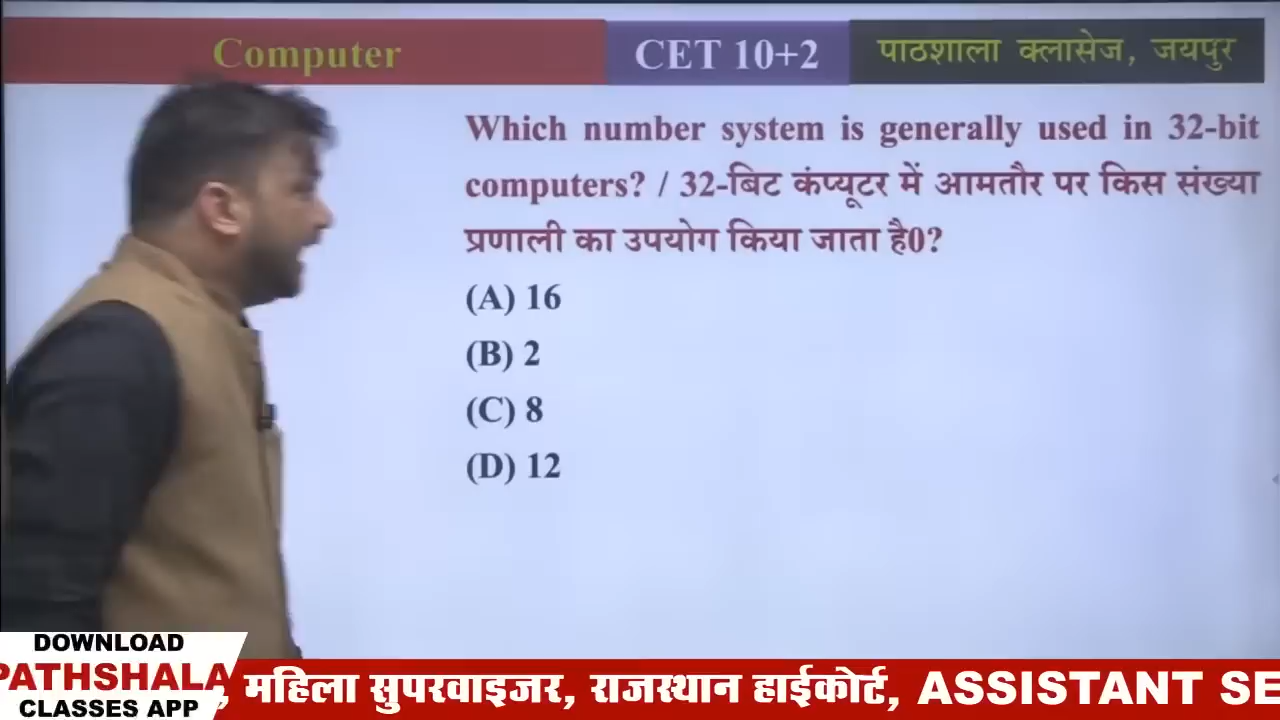 Computer
CET 10+2
पाठशाला क्लासेज, जयपुर
Which number system is generally used in 32-bit
computers? / 32-बिट कंप्यूटर में आमतौर पर किस संख्या
प्रणाली का उपयोग किया जाता है0?
(A) 16
(B) 2
(C) 8
(D) 12
DOWNLOAD
PATHSHALA
CLASSES APP
, महिला सुपरवाइजर, राजस्थान हाईकोर्ट, ASSISTANT SE